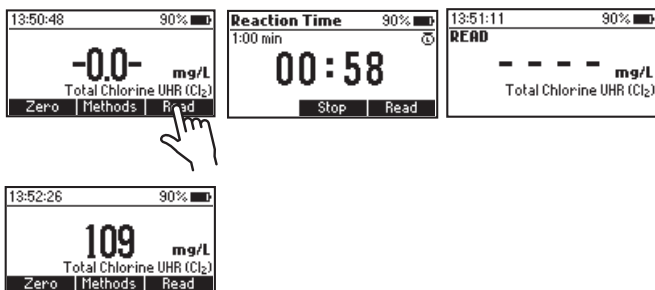 13:50:48 90%
-0.0- mg/L
Total Chlorine UHR (Cl₂)
Zero Methods Read
Reaction Time 90%
1:00 min
00:58
Stop Read
13:51:11 90%
READ
- - - - mg/L
Total Chlorine UHR (Cl₂)
13:52:26 90%
109 mg/L
Total Chlorine UHR (Cl₂)
Zero Methods Read